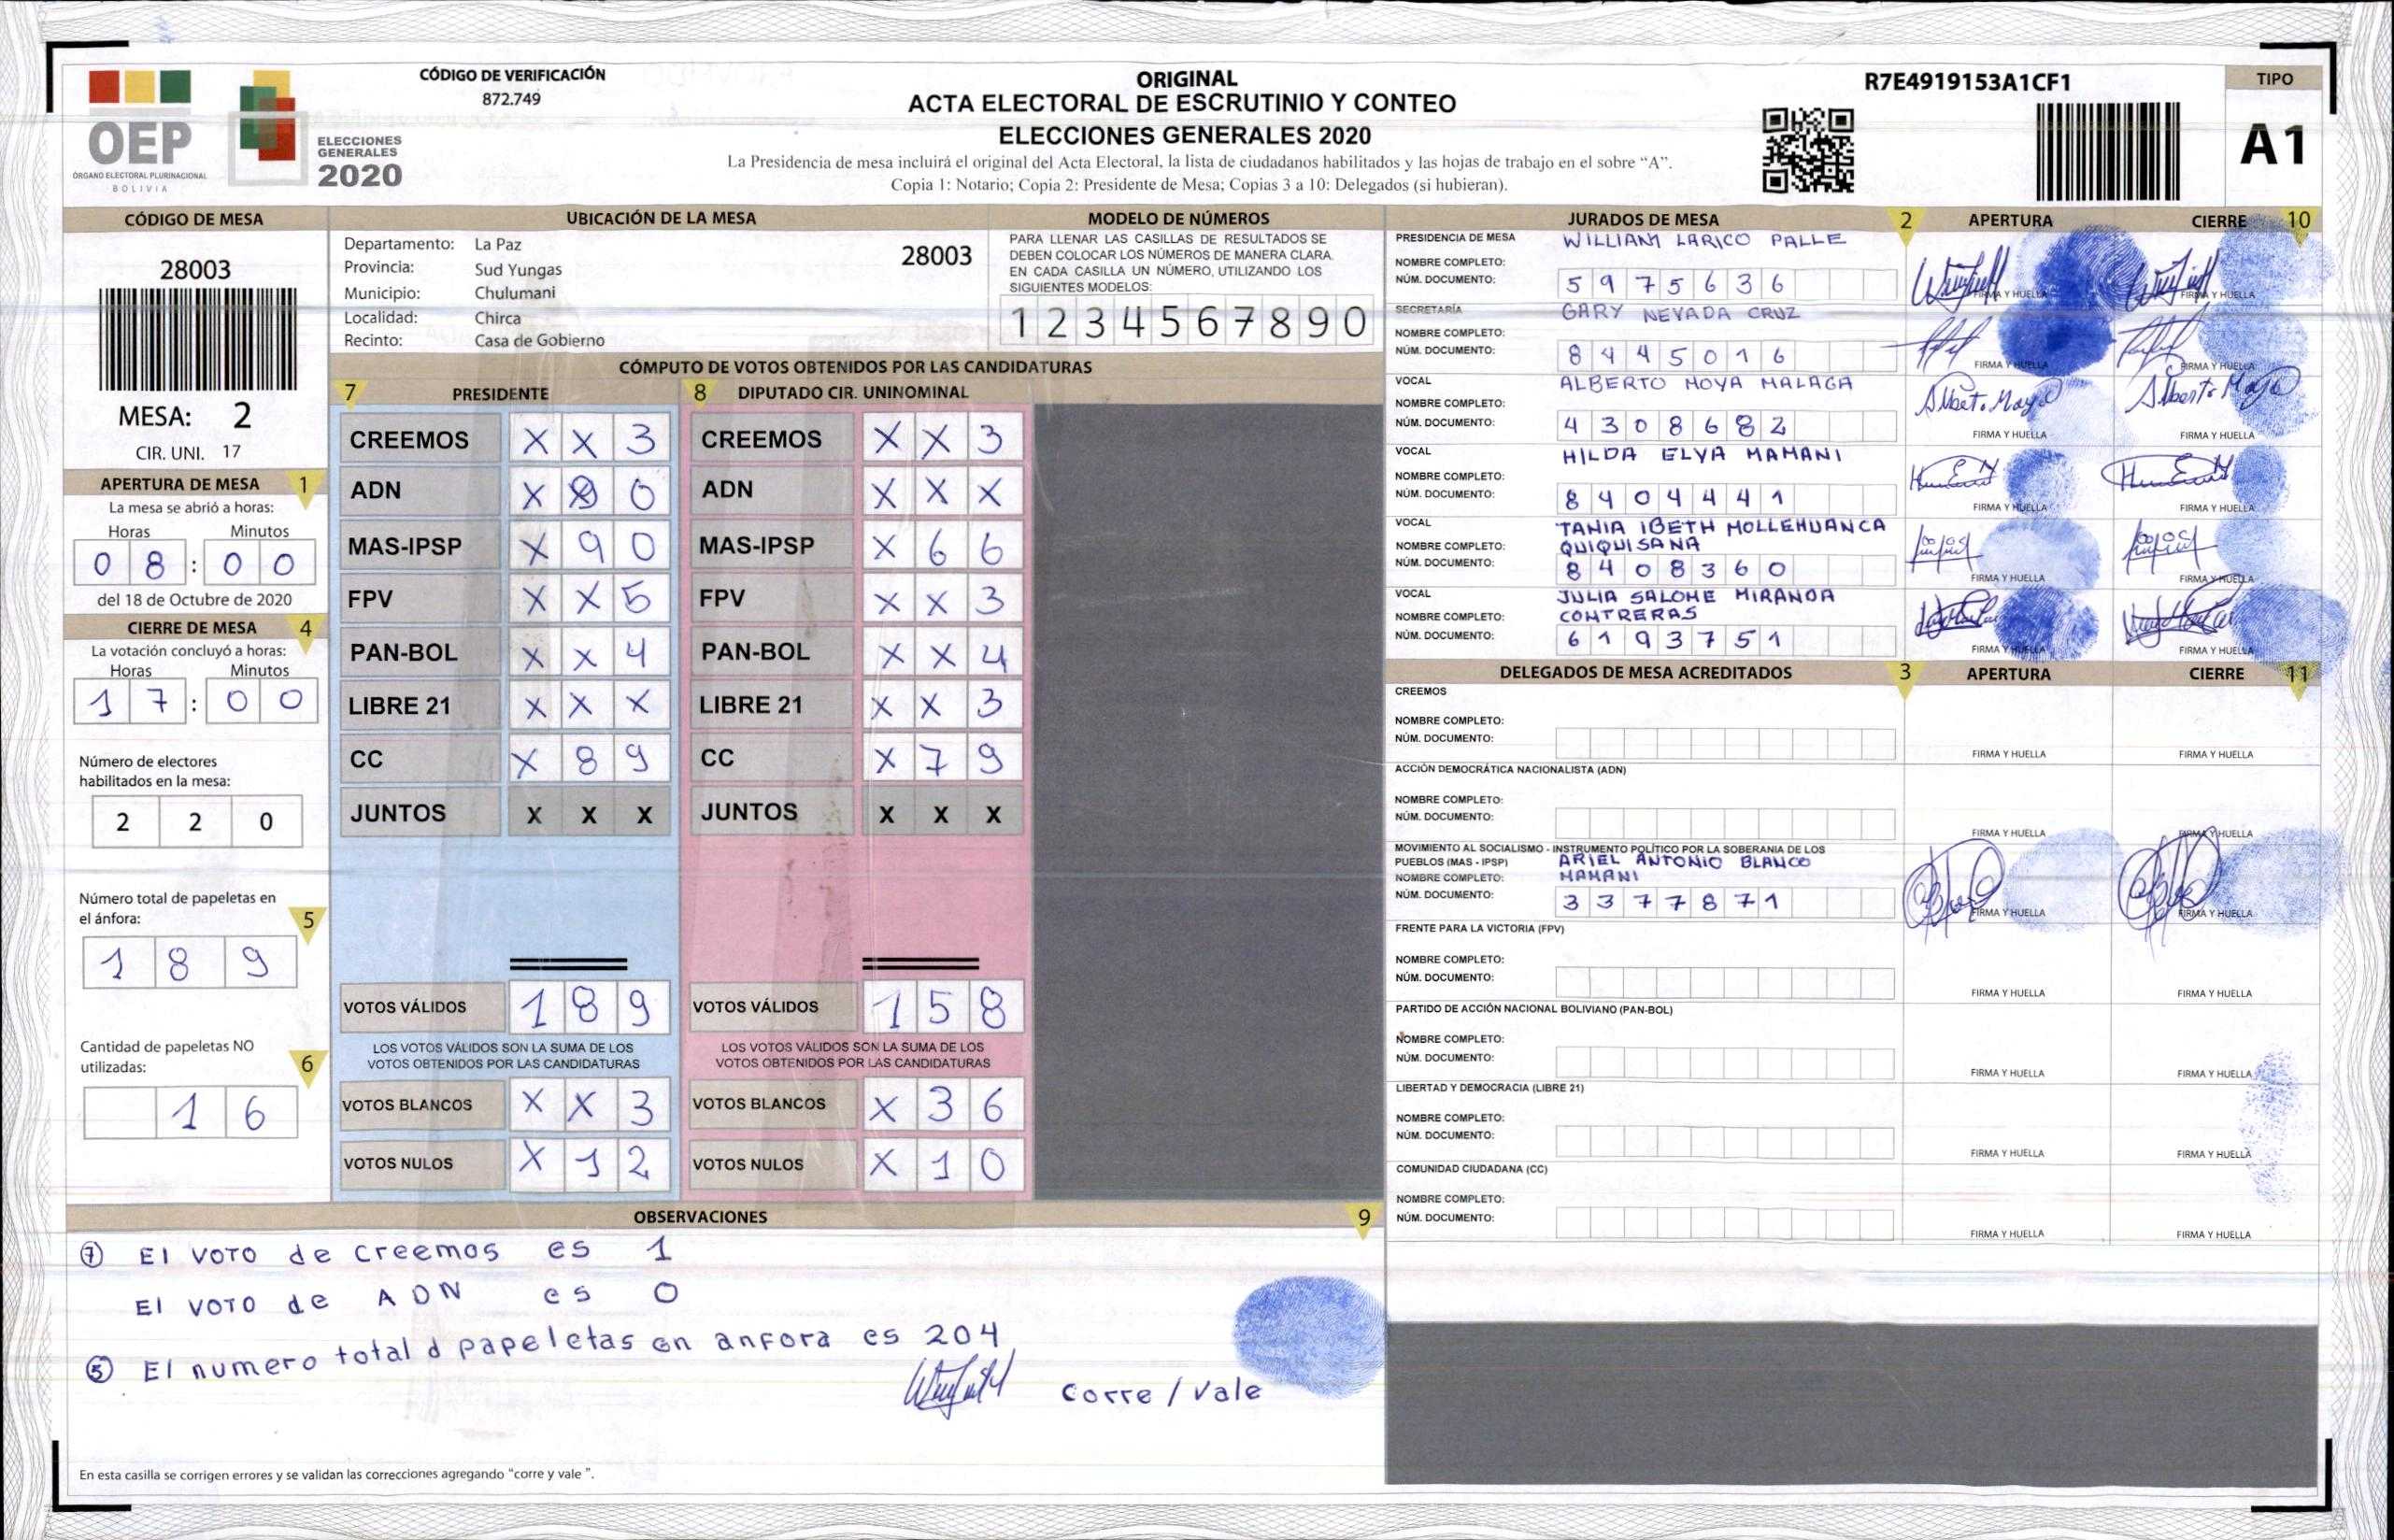 CÓDIGO DE VERIFICACIÓN
872.749
OEP
ÓRGANO ELECTORAL PLURINACIONAL
BOLIVIA
ELECCIONES
GENERALES
2020
ORIGINAL
ACTA ELECTORAL DE ESCRUTINIO Y CONTEO
ELECCIONES GENERALES 2020
La Presidencia de mesa incluirá el original del Acta Electoral, la lista de ciudadanos habilitados y las hojas de trabajo en el sobre “A”.
Copia 1: Notario; Copia 2: Presidente de Mesa; Copias 3 a 10: Delegados (si hubieran).
R7E4919153A1CF1
TIPO
A1
CÓDIGO DE MESA
28003
MESA: 2
CIR. UNI. 17
APERTURA DE MESA 1
La mesa se abrió a horas:
Horas Minutos
0 8 : 0 0
del 18 de Octubre de 2020
CIERRE DE MESA 4
La votación concluyó a horas:
Horas Minutos
1 7 : 0 0
Número de electores
habilitados en la mesa:
2 2 0
Número total de papeletas en
el ánfora: 5
1 8 9
Cantidad de papeletas NO
utilizadas: 6
1 6
UBICACIÓN DE LA MESA
Departamento: La Paz 28003
Provincia: Sud Yungas
Municipio: Chulumani
Localidad: Chirca
Recinto: Casa de Gobierno
MODELO DE NÚMEROS
PARA LLENAR LAS CASILLAS DE RESULTADOS SE
DEBEN COLOCAR LOS NÚMEROS DE MANERA CLARA.
EN CADA CASILLA UN NÚMERO, UTILIZANDO LOS
SIGUIENTES MODELOS:
1 2 3 4 5 6 7 8 9 0
CÓMPUTO DE VOTOS OBTENIDOS POR LAS CANDIDATURAS
7 PRESIDENTE
CREEMOS X X 3
ADN X 0 0
MAS-IPSP X 9 0
FPV X X 5
PAN-BOL X X 4
LIBRE 21 X X X
CC X 8 9
JUNTOS X X X
VOTOS VÁLIDOS 1 8 9
LOS VOTOS VÁLIDOS SON LA SUMA DE LOS
VOTOS OBTENIDOS POR LAS CANDIDATURAS
VOTOS BLANCOS X X 3
VOTOS NULOS X 1 2
8 DIPUTADO CIR. UNINOMINAL
CREEMOS X X 3
ADN X X X
MAS-IPSP X 6 6
FPV X X 3
PAN-BOL X X 4
LIBRE 21 X X 3
CC X 7 9
JUNTOS X X X
VOTOS VÁLIDOS 1 5 8
LOS VOTOS VÁLIDOS SON LA SUMA DE LOS
VOTOS OBTENIDOS POR LAS CANDIDATURAS
VOTOS BLANCOS X 3 6
VOTOS NULOS X 1 0
OBSERVACIONES 9
⑦ El voto de creemos es 1
El voto de ADN es 0
⑤ El numero total d papeletas en anfora es 204
corre / vale
En esta casilla se corrigen errores y se validan las correcciones agregando “corre y vale ”.
JURADOS DE MESA 2 APERTURA CIERRE 10
PRESIDENCIA DE MESA WILLIAM LARICO PALLE
NOMBRE COMPLETO:
NÚM. DOCUMENTO: 5 9 7 5 6 3 6 FIRMA Y HUELLA FIRMA Y HUELLA
SECRETARÍA GARY NEVADA CRUZ
NOMBRE COMPLETO:
NÚM. DOCUMENTO: 8 4 4 5 0 1 6 FIRMA Y HUELLA FIRMA Y HUELLA
VOCAL ALBERTO MOYA MALAGA Alberto Moya Alberto Moya
NOMBRE COMPLETO:
NÚM. DOCUMENTO: 4 3 0 8 6 8 2 FIRMA Y HUELLA FIRMA Y HUELLA
VOCAL HILDA ELVA MAMANI
NOMBRE COMPLETO:
NÚM. DOCUMENTO: 8 4 0 4 4 4 1 FIRMA Y HUELLA FIRMA Y HUELLA
VOCAL TANIA IBETH MOLLEHUANCA
NOMBRE COMPLETO: QUIQUISANA
NÚM. DOCUMENTO: 8 4 0 8 3 6 0 FIRMA Y HUELLA FIRMA Y HUELLA
VOCAL JULIA SALOME MIRANDA
NOMBRE COMPLETO: CONTRERAS
NÚM. DOCUMENTO: 6 1 9 3 7 5 1 FIRMA Y HUELLA FIRMA Y HUELLA
DELEGADOS DE MESA ACREDITADOS 3 APERTURA CIERRE 11
CREEMOS
NOMBRE COMPLETO:
NÚM. DOCUMENTO: FIRMA Y HUELLA FIRMA Y HUELLA
ACCIÓN DEMOCRÁTICA NACIONALISTA (ADN)
NOMBRE COMPLETO:
NÚM. DOCUMENTO: FIRMA Y HUELLA FIRMA Y HUELLA
MOVIMIENTO AL SOCIALISMO - INSTRUMENTO POLÍTICO POR LA SOBERANIA DE LOS
PUEBLOS (MAS - IPSP) ARIEL ANTONIO BLANCO
NOMBRE COMPLETO: MAMANI
NÚM. DOCUMENTO: 3 3 7 7 8 7 1 FIRMA Y HUELLA FIRMA Y HUELLA
FRENTE PARA LA VICTORIA (FPV)
NOMBRE COMPLETO:
NÚM. DOCUMENTO: FIRMA Y HUELLA FIRMA Y HUELLA
PARTIDO DE ACCIÓN NACIONAL BOLIVIANO (PAN-BOL)
NOMBRE COMPLETO:
NÚM. DOCUMENTO: FIRMA Y HUELLA FIRMA Y HUELLA
LIBERTAD Y DEMOCRACIA (LIBRE 21)
NOMBRE COMPLETO:
NÚM. DOCUMENTO: FIRMA Y HUELLA FIRMA Y HUELLA
COMUNIDAD CIUDADANA (CC)
NOMBRE COMPLETO:
NÚM. DOCUMENTO: FIRMA Y HUELLA FIRMA Y HUELLA